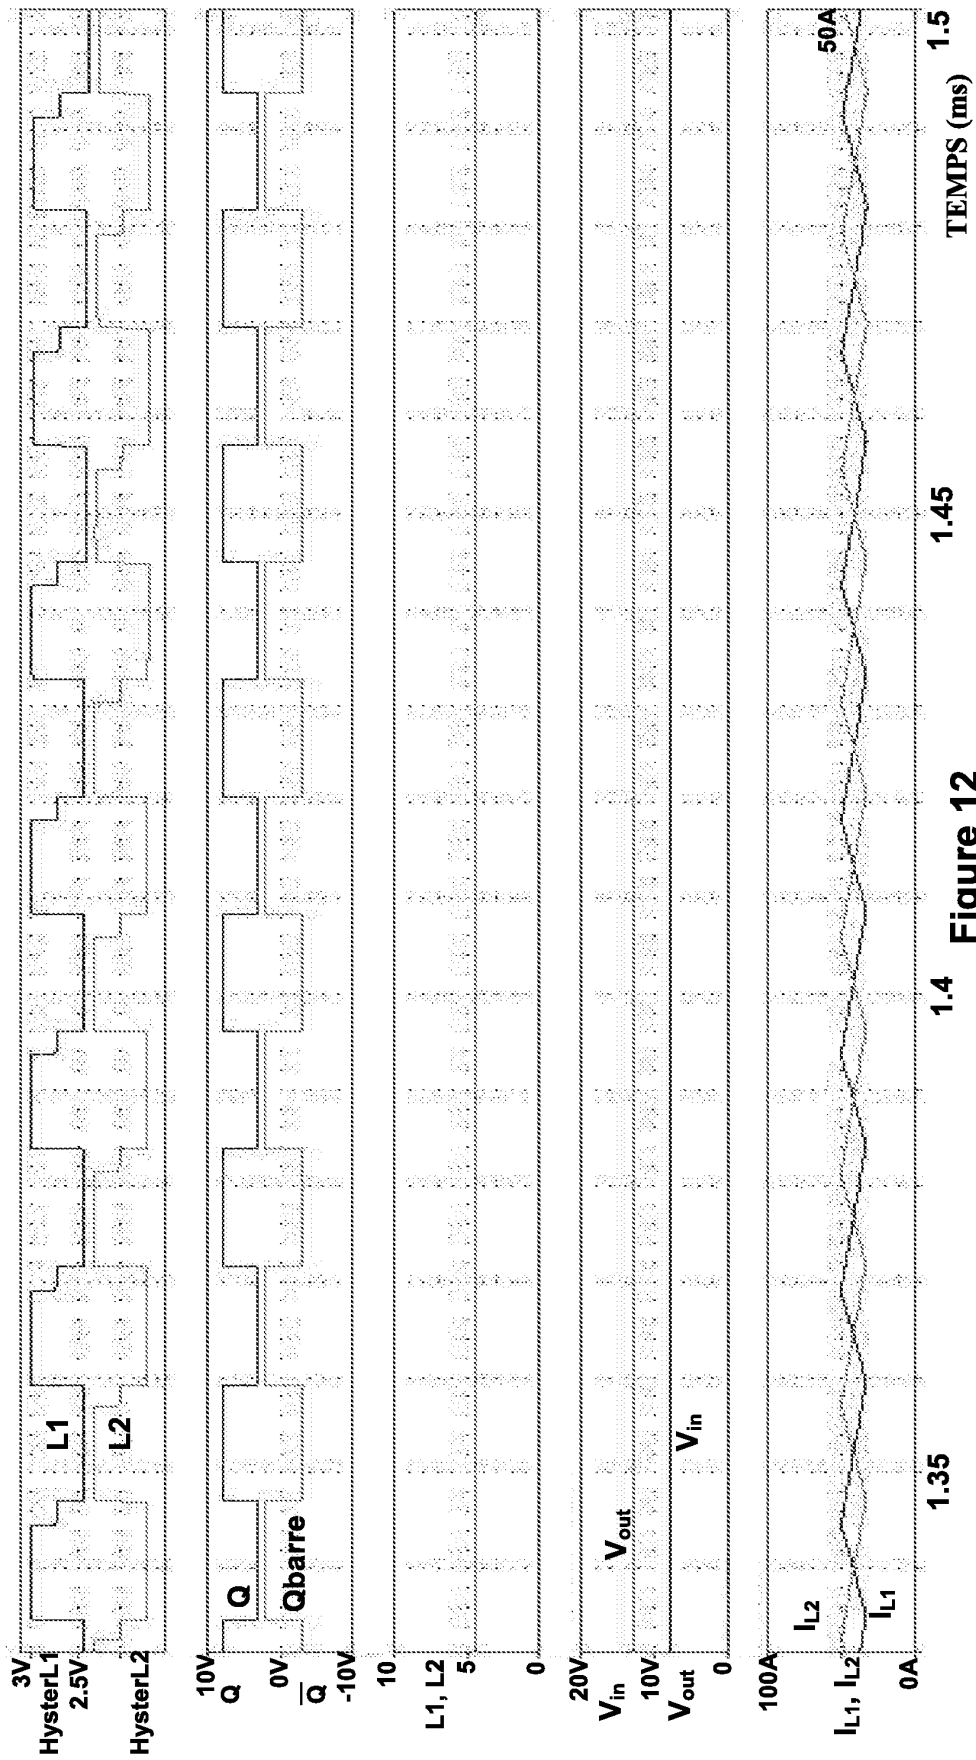 3V
HysterL1
2.5V
HysterL2
L1
L2
10V
Q
0V
Q
-10V
Q
Qbarre
10
L1, L2
5
0
20V
Vin
10V
Vout
0
Vout
Vin
100A
IL1, IL2
0A
IL2
IL1
50A
1.35
1.4
1.45
1.5
TEMPS (ms)
Figure 12